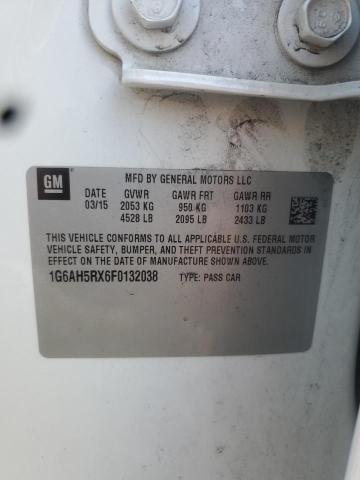 GM
MFD BY GENERAL MOTORS LLC
DATE GVWR GAWR FRT GAWR RR
03/15 2053 KG 950 KG 1103 KG
4528 LB 2095 LB 2433 LB
THIS VEHICLE CONFORMS TO ALL APPLICABLE U.S. FEDERAL MOTOR
VEHICLE SAFETY, BUMPER, AND THEFT PREVENTION STANDARDS IN
EFFECT ON THE DATE OF MANUFACTURE SHOWN ABOVE.
1G6AH5RX6F0132038 TYPE: PASS CAR